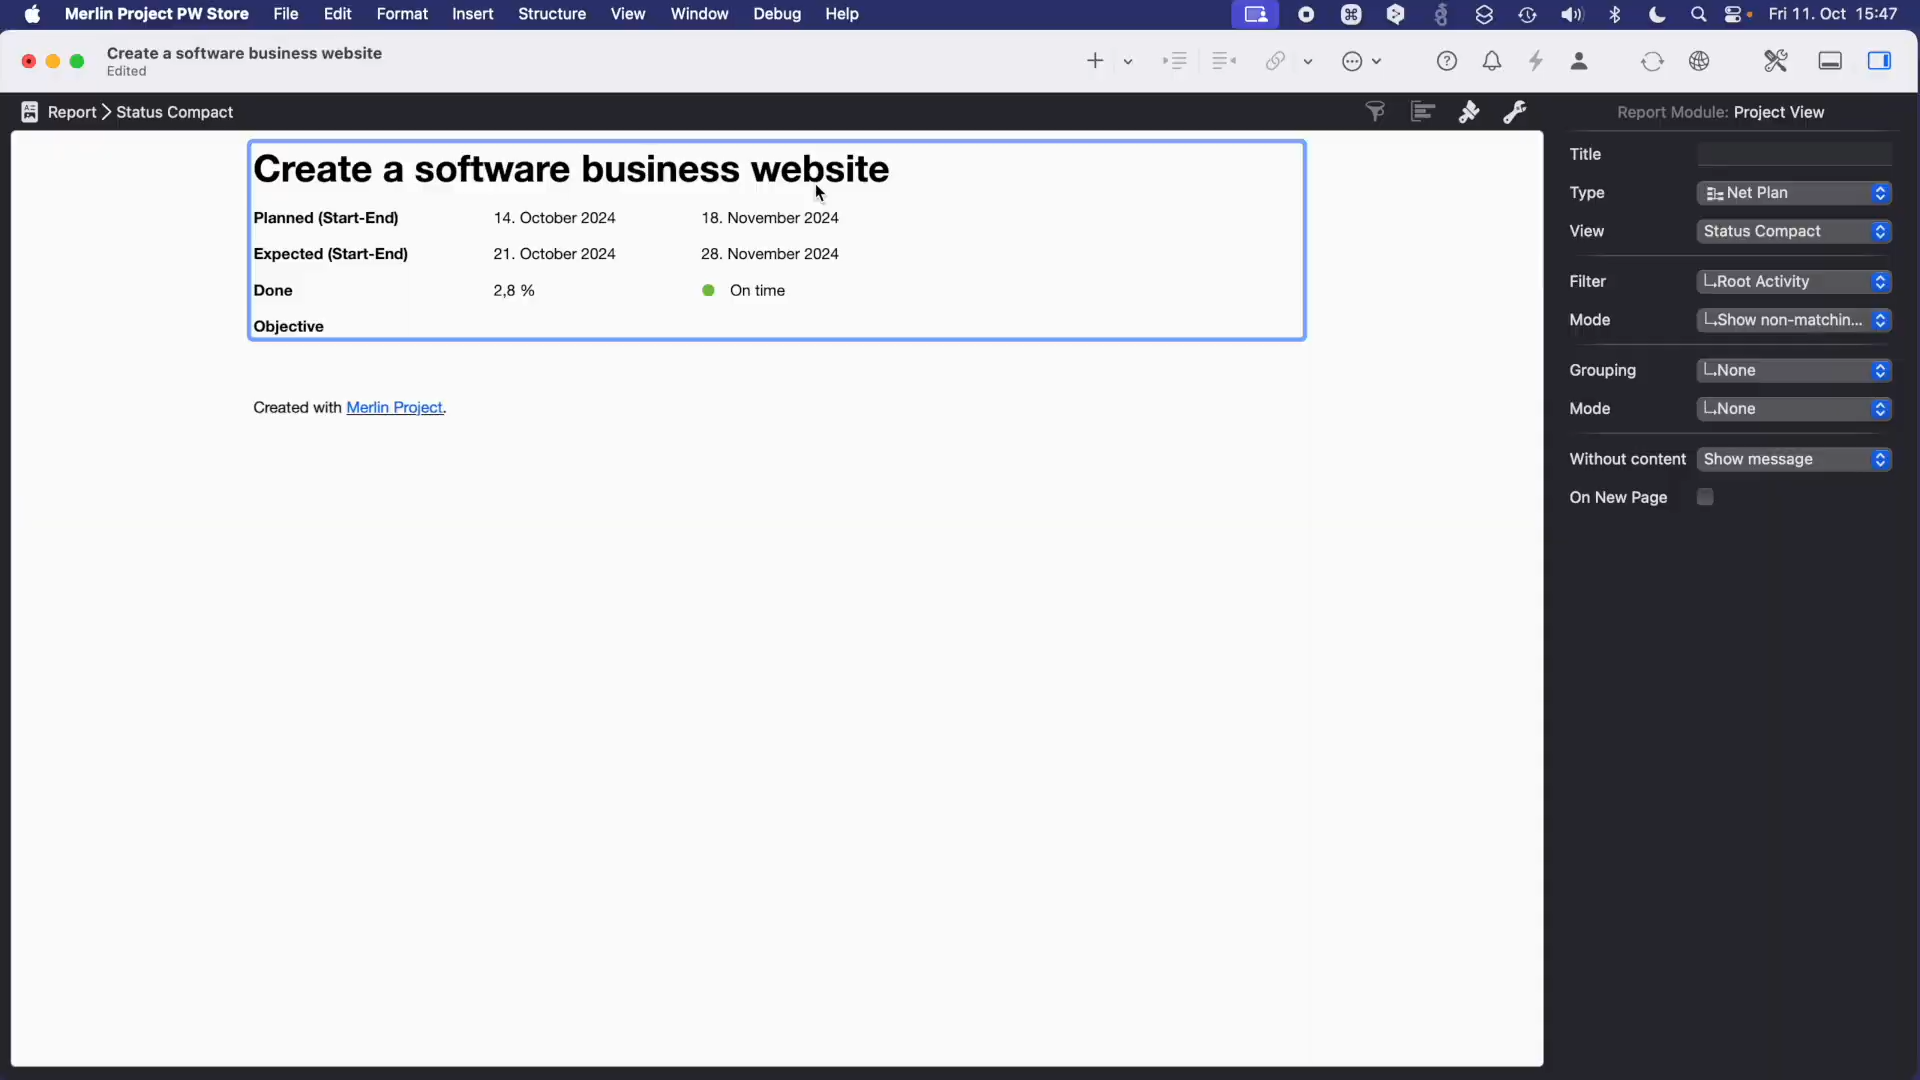 Merlin Project PW Store File Edit Format Insert Structure View Window Debug Help Fri 11. Oct 15:47
Create a software business website
Edited
Report Status Compact
Report Module: Project View
Create a software business website
Planned (Start-End) 14. October 2024 18. November 2024
Expected (Start-End) 21. October 2024 28. November 2024
Done 2,8 % On time
Objective
Created with Merlin Project.
Title
Type Net Plan
View Status Compact
Filter Root Activity
Mode Show non-matchin...
Grouping None
Mode None
Without content Show message
On New Page